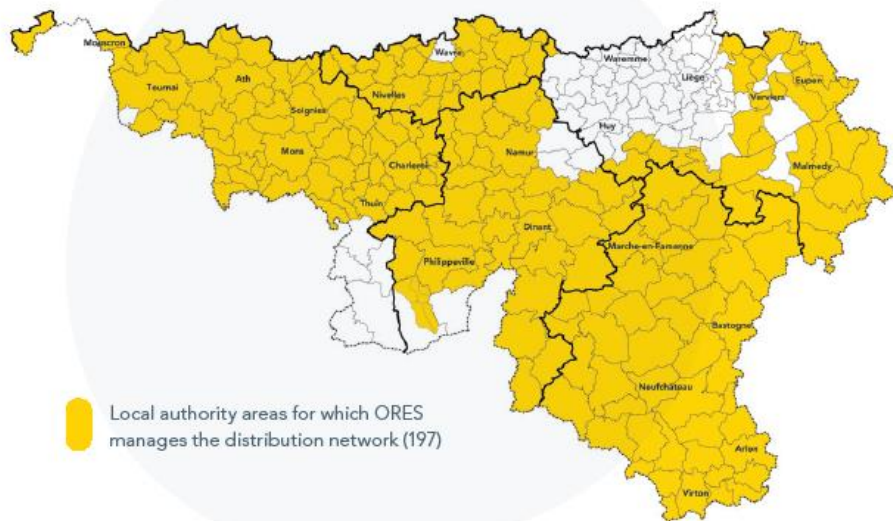 Mouscron
Wavre
Waremme
Liège
Eupen
Tournai
Ath
Nivelles
Verviers
Soignies
Huy
Mons
Namur
Charleroi
Malmedy
Thuin
Dinant
Marche-en-Famenne
Philippeville
Bastogne
Neufchâteau
Local authority areas for which ORES
manages the distribution network (197)
Arlon
Virton